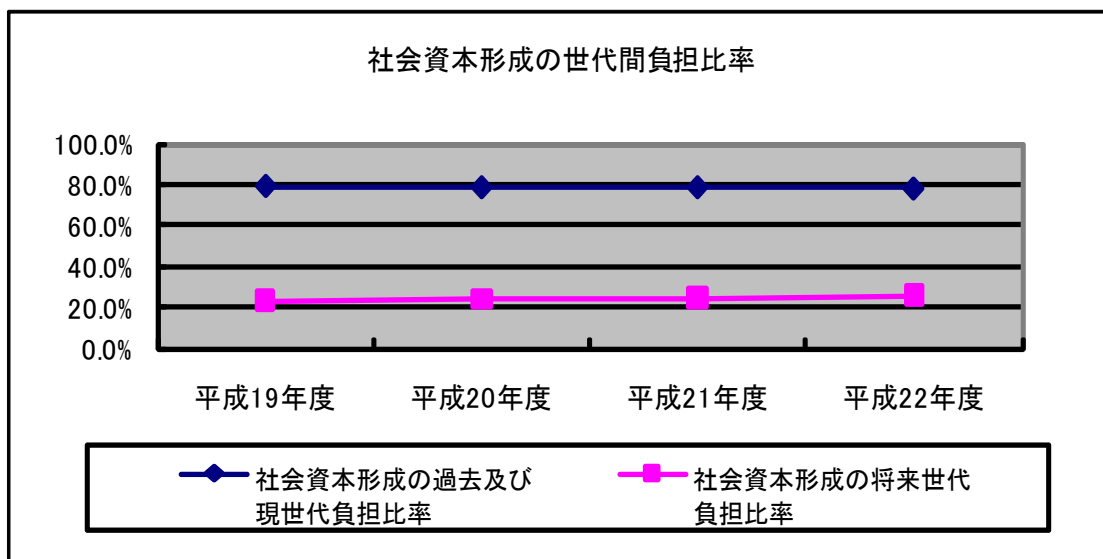 社会資本形成の世代間負担比率
100.0%
80.0%
60.0%
40.0%
20.0%
0.0%
平成19年度 平成20年度 平成21年度 平成22年度
社会資本形成の過去及び
現世代負担比率
社会資本形成の将来世代
負担比率